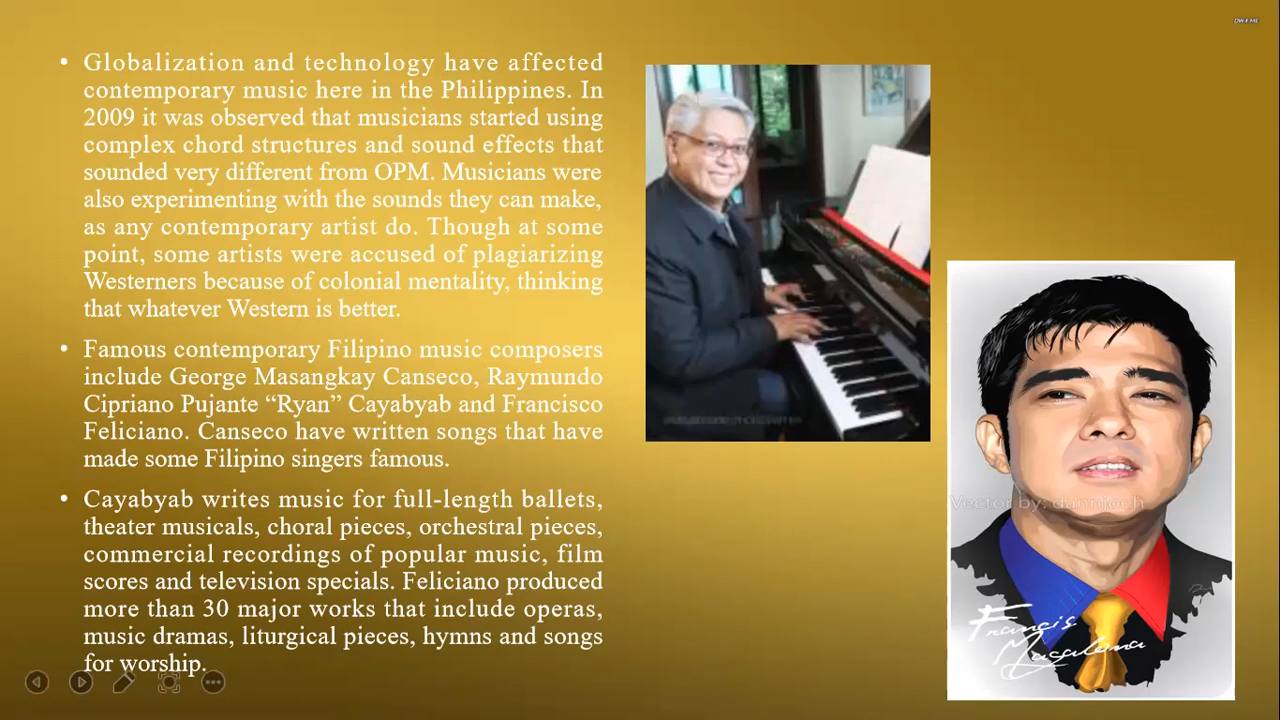 • Globalization and technology have affected
contemporary music here in the Philippines. In
2009 it was observed that musicians started using
complex chord structures and sound effects that
sounded very different from OPM. Musicians were
also experimenting with the sounds they can make,
as any contemporary artist do. Though at some
point, some artists were accused of plagiarizing
Westerners because of colonial mentality, thinking
that whatever Western is better.
• Famous contemporary Filipino music composers
include George Masangkay Canseco, Raymundo
Cipriano Pujante “Ryan” Cayabyab and Francisco
Feliciano. Canseco have written songs that have
made some Filipino singers famous.
• Cayabyab writes music for full-length ballets,
theater musicals, choral pieces, orchestral pieces,
commercial recordings of popular music, film
scores and television specials. Feliciano produced
more than 30 major works that include operas,
music dramas, liturgical pieces, hymns and songs
for worship.
Vector by:
Francis
Magalona